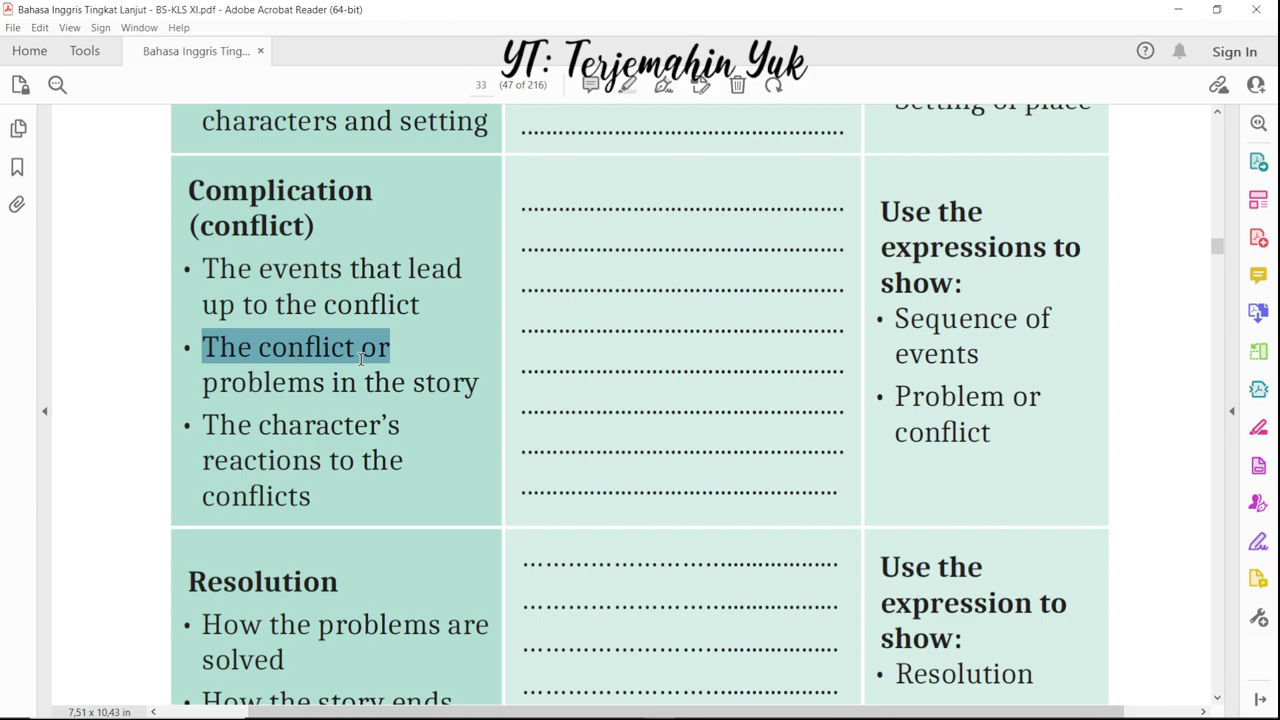 Bahasa Inggris Tingkat Lanjut - BS-KLS XI.pdf - Adobe Acrobat Reader (64-bit)
File Edit View Sign Window Help
Home Tools Bahasa Inggris Ting... × Sign In
YT: Terjemahin Yuk
33 (47 of 216)
characters and setting
Setting of place
Complication
(conflict)
• The events that lead
up to the conflict
• The conflict or
problems in the story
• The character’s
reactions to the
conflicts
Use the
expressions to
show:
• Sequence of
events
• Problem or
conflict
Resolution
• How the problems are
solved
• How the story ends
Use the
expression to
show:
• Resolution
7,51 x 10,43 in